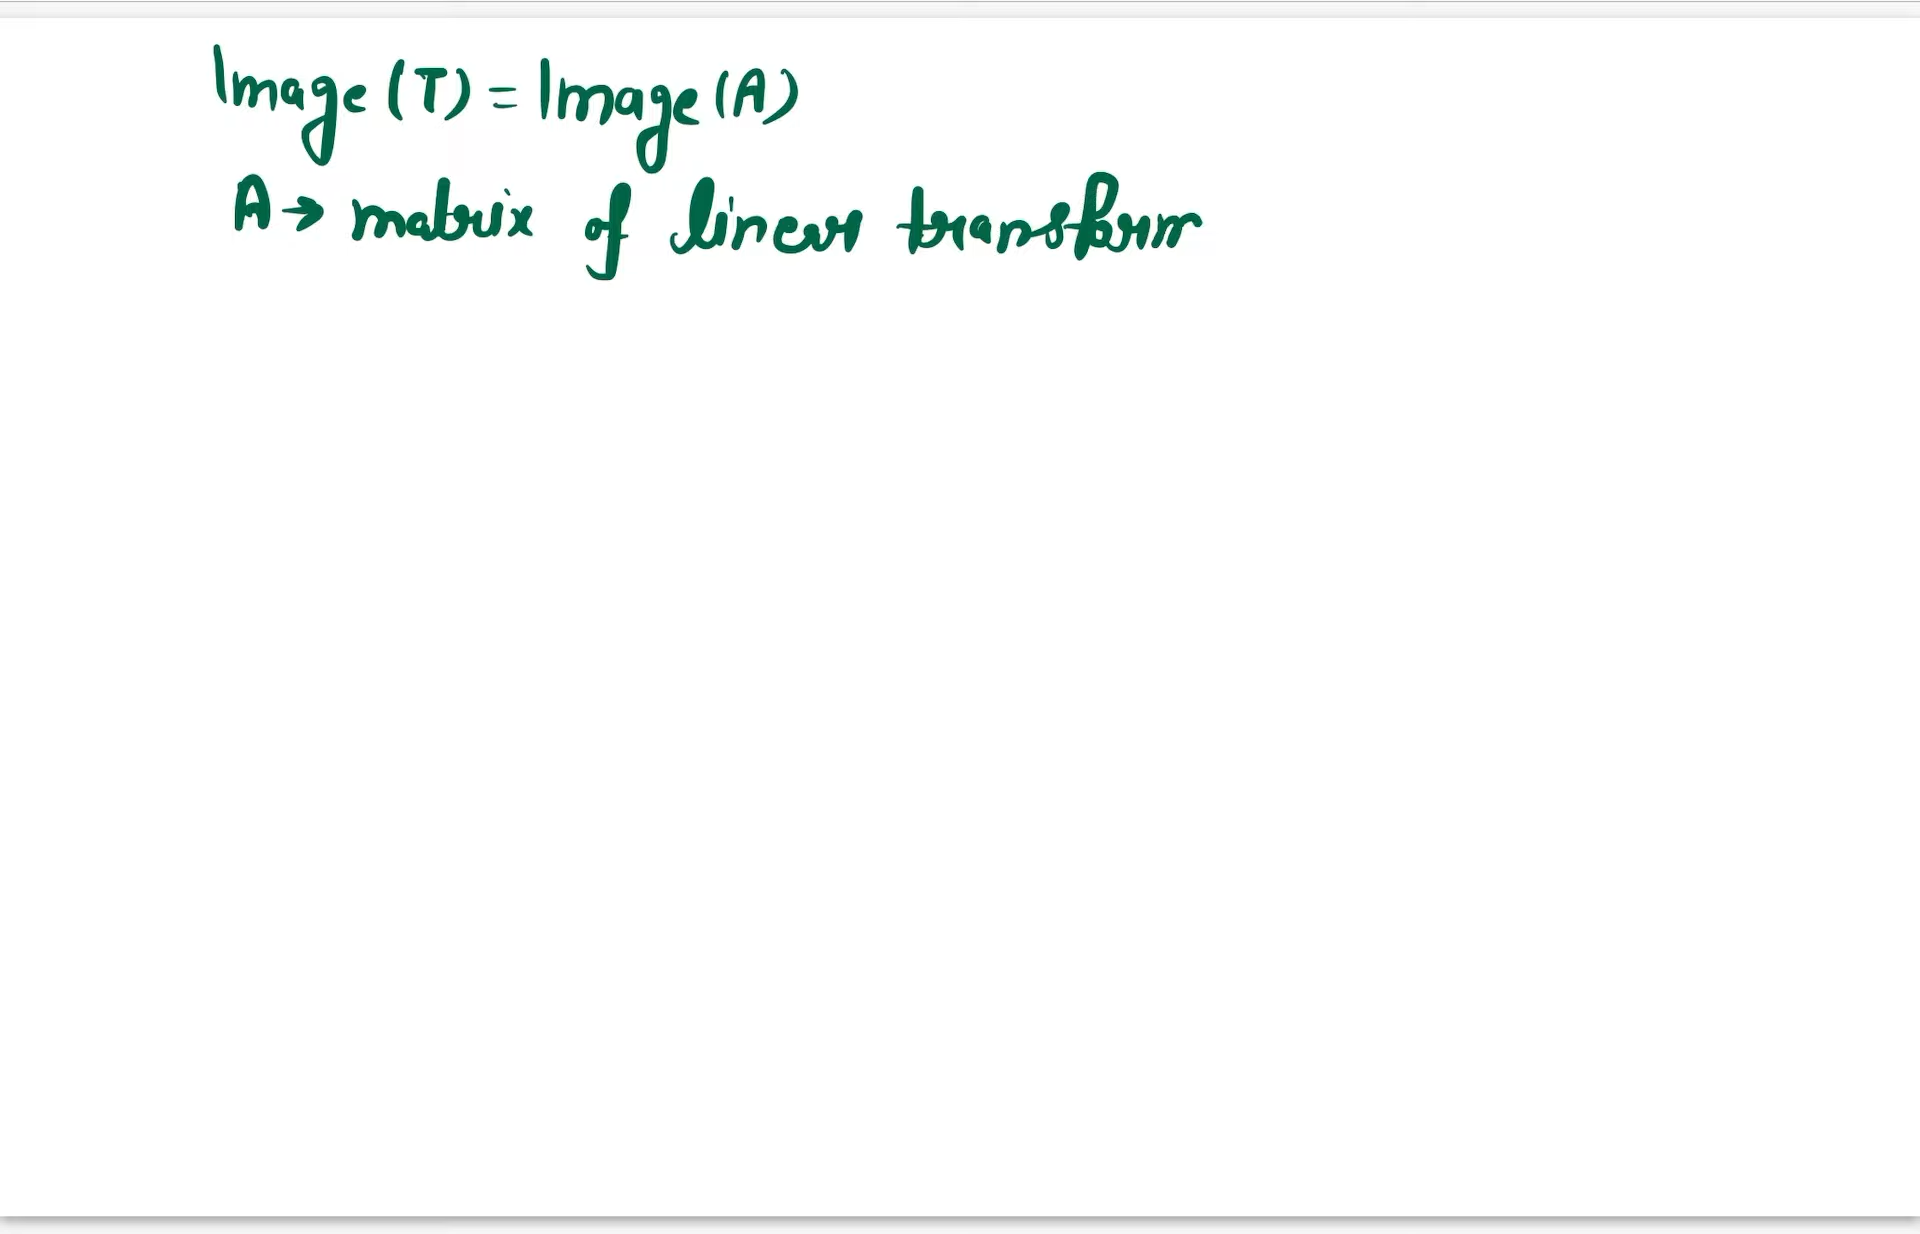 Image (T) = Image (A)
A → matrix of linear transform